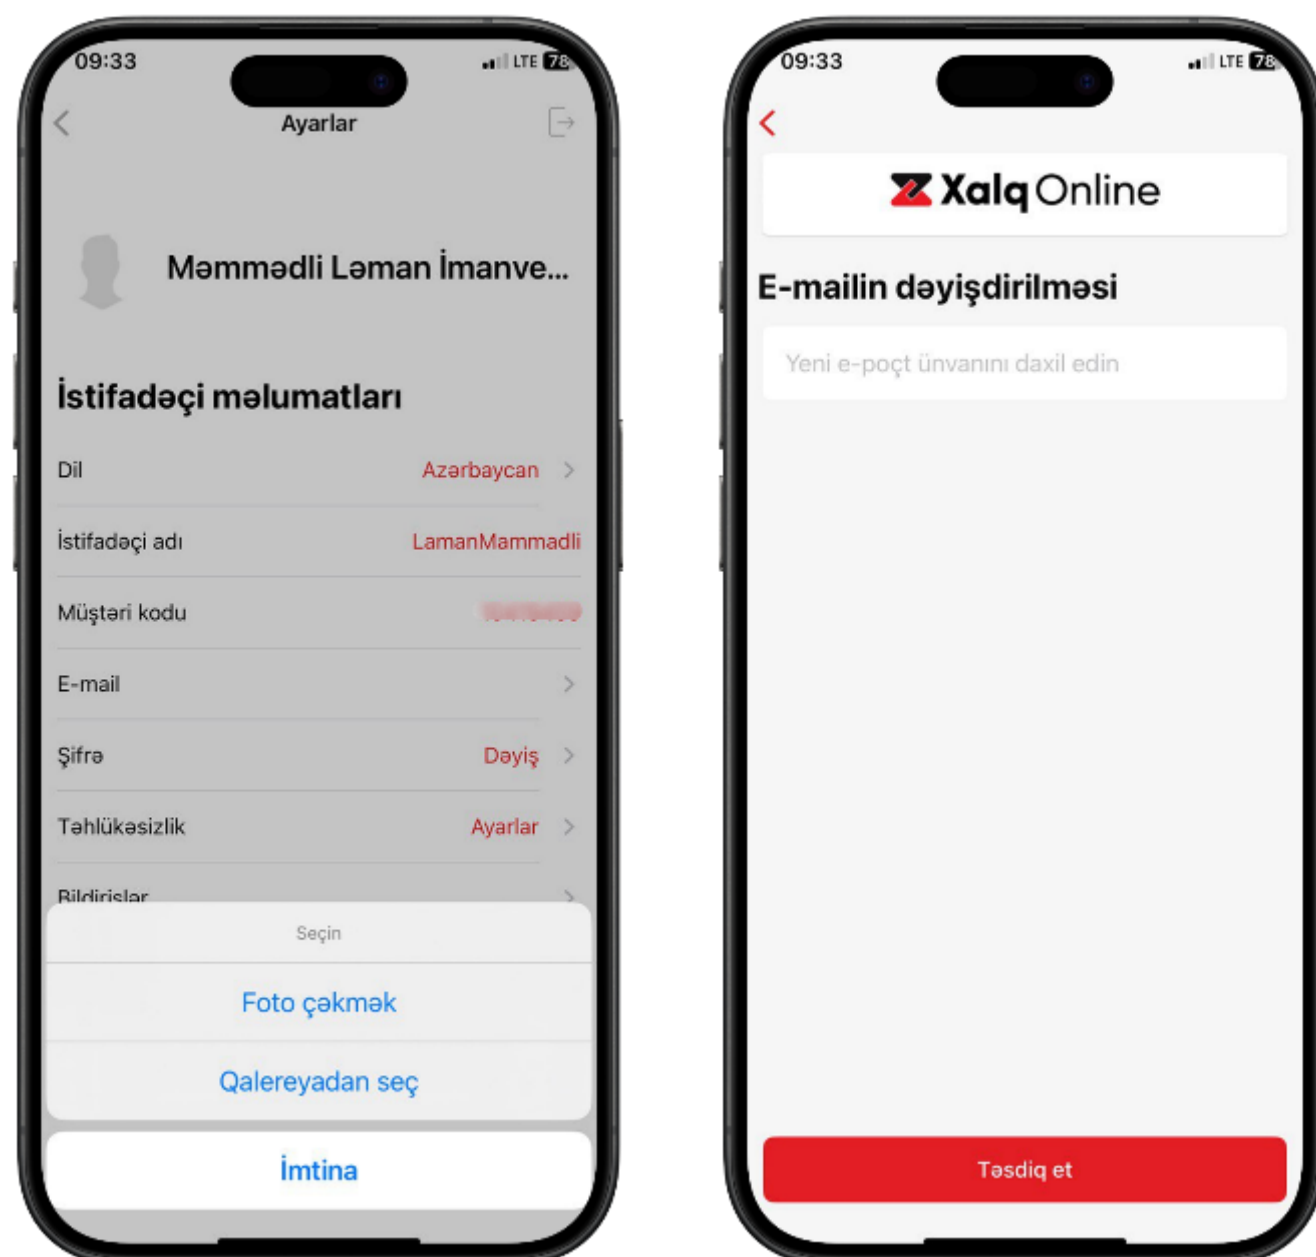 09:33
LTE 78
Ayarlar
Məmmədli Ləman İmanve...
İstifadəçi məlumatları
Dil Azərbaycan
İstifadəçi adı LamanMammadli
Müştəri kodu
E-mail
Şifrə Dəyiş
Təhlükəsizlik Ayarlar
Bildirişlər
Seçin
Foto çəkmək
Qalereyadan seç
İmtina
09:33
LTE 78
Xalq Online
E-mailin dəyişdirilməsi
Yeni e-poçt ünvanını daxil edin
Təsdiq et